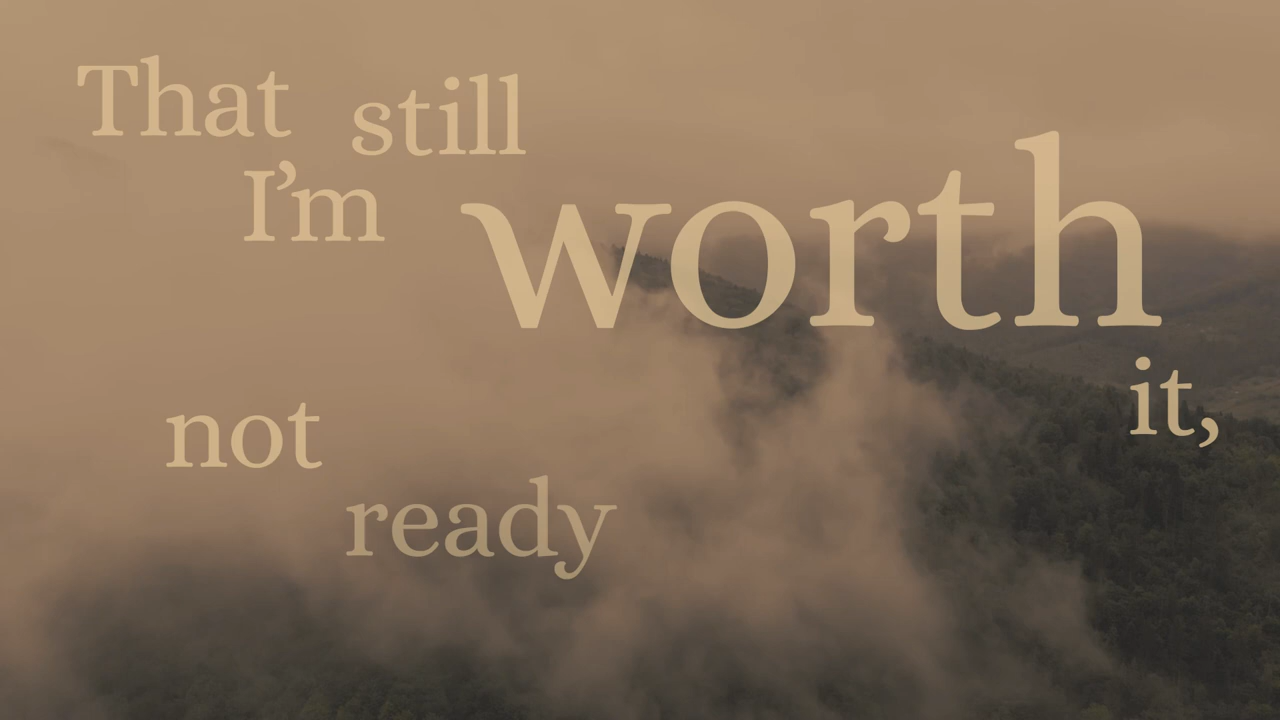 That still
I’m worth
it,
not
ready